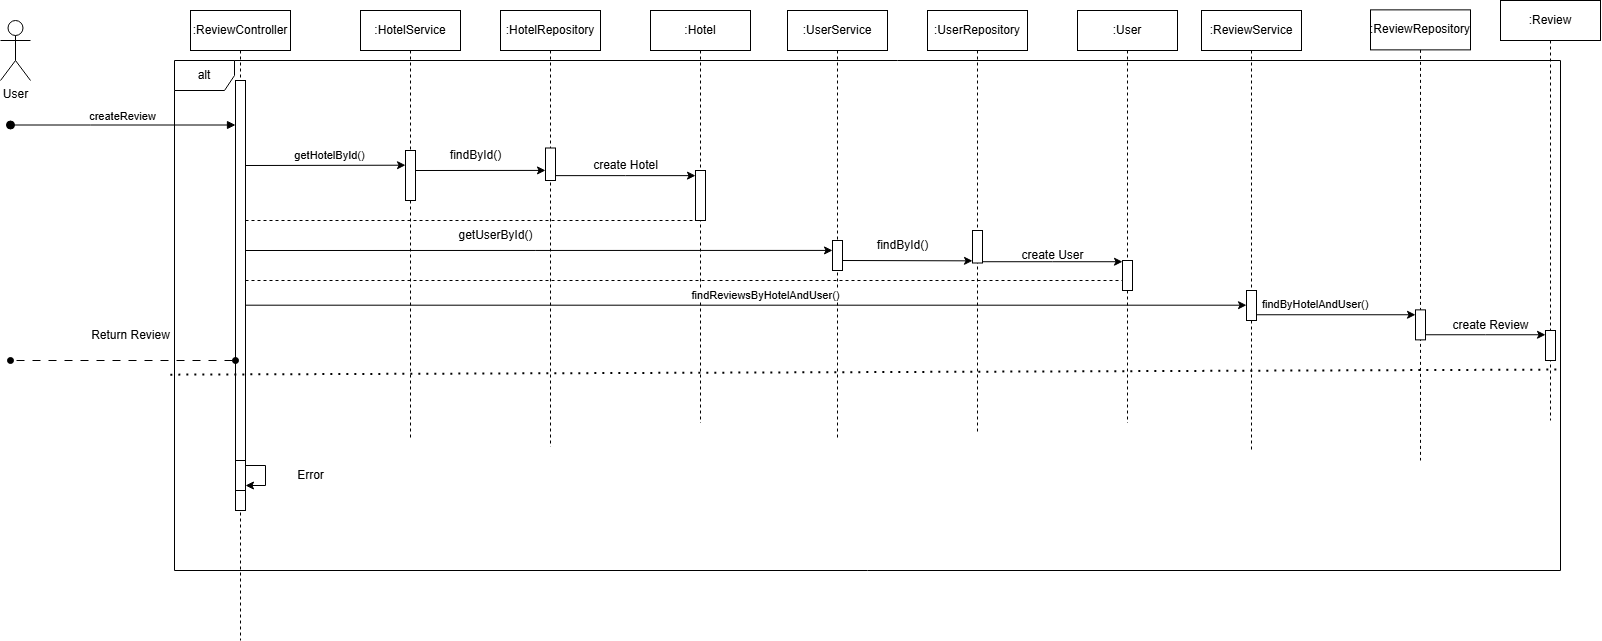 :Review
:ReviewController
:HotelService
:HotelRepository
:Hotel
:UserService
:UserRepository
:User
:ReviewService
:ReviewRepository
alt
User
createReview
getHotelById()
findById()
create Hotel
getUserById()
findById()
create User
findReviewsByHotelAndUser()
findByHotelAndUser()
create Review
Return Review
Error